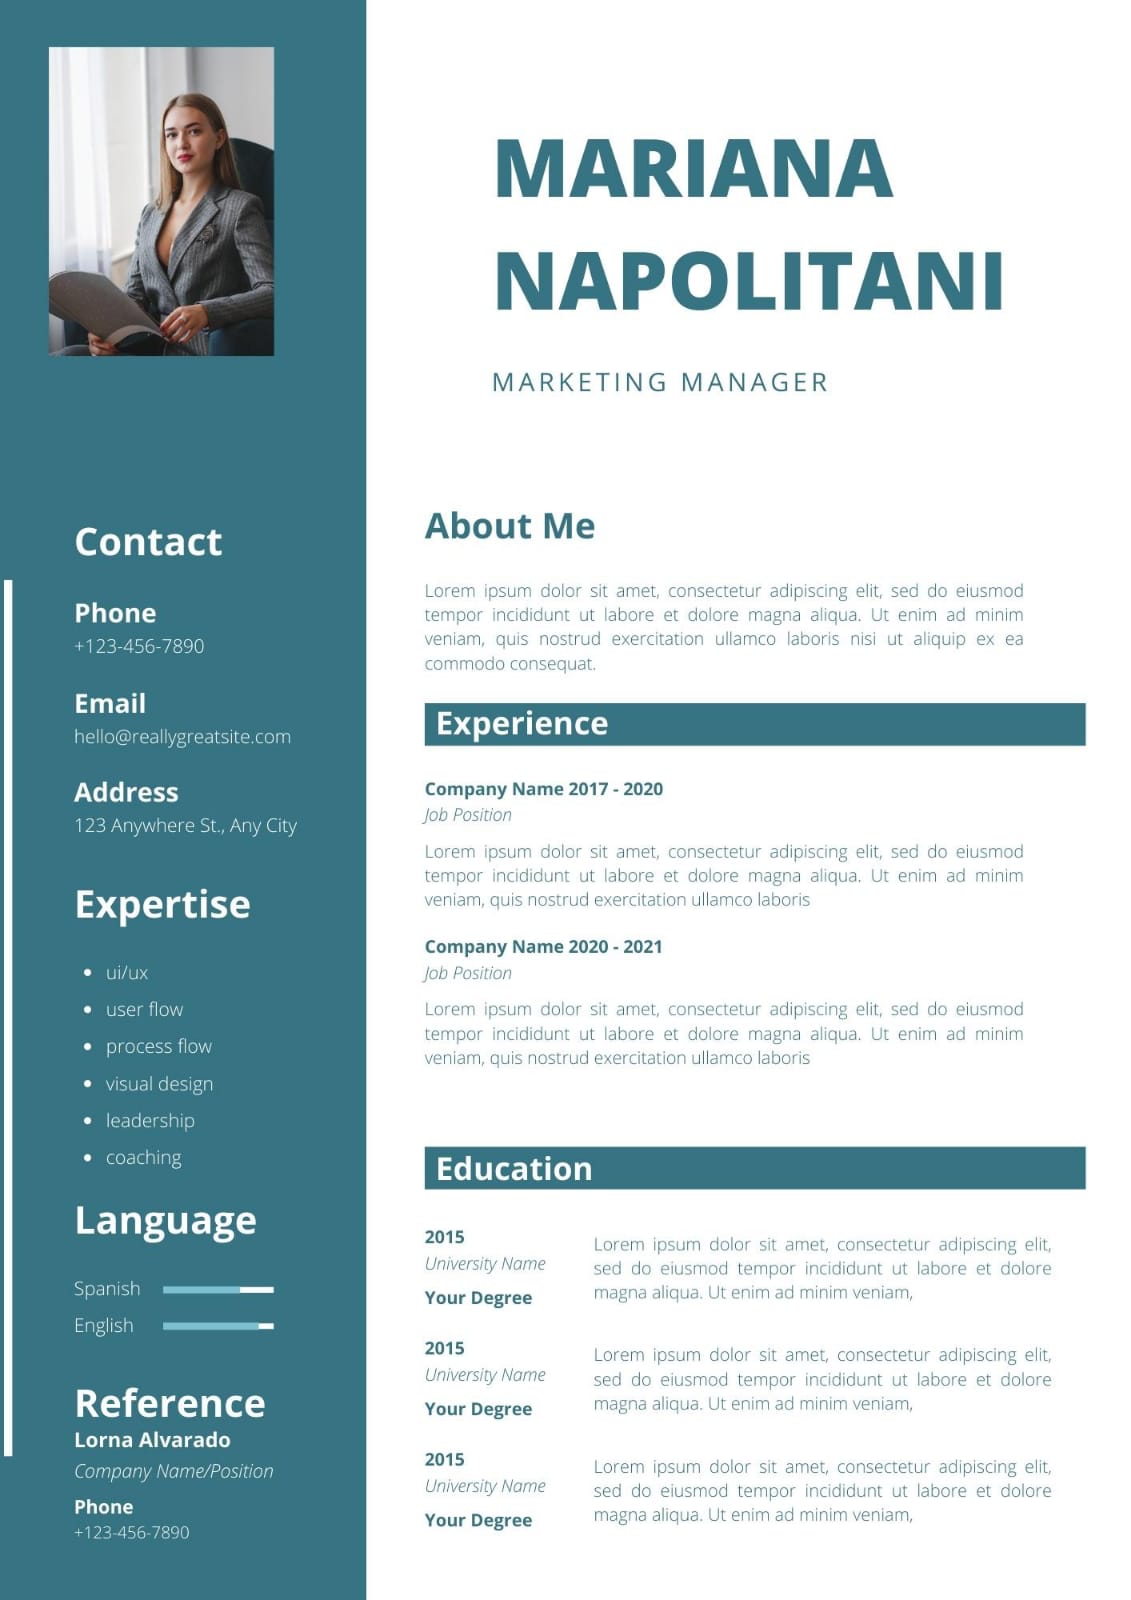 MARIANA
NAPOLITANI
MARKETING MANAGER
Contact
Phone
+123-456-7890
Email
hello@reallygreatsite.com
Address
123 Anywhere St., Any City
Expertise
ui/ux
user flow
process flow
visual design
leadership
coaching
Language
Spanish
English
Reference
Lorna Alvarado
Company Name/Position
Phone
+123-456-7890
About Me
Lorem ipsum dolor sit amet, consectetur adipiscing elit, sed do eiusmod
tempor incididunt ut labore et dolore magna aliqua. Ut enim ad minim
veniam, quis nostrud exercitation ullamco laboris nisi ut aliquip ex ea
commodo consequat.
Experience
Company Name 2017 - 2020
Job Position
Lorem ipsum dolor sit amet, consectetur adipiscing elit, sed do eiusmod
tempor incididunt ut labore et dolore magna aliqua. Ut enim ad minim
veniam, quis nostrud exercitation ullamco laboris
Company Name 2020 - 2021
Job Position
Lorem ipsum dolor sit amet, consectetur adipiscing elit, sed do eiusmod
tempor incididunt ut labore et dolore magna aliqua. Ut enim ad minim
veniam, quis nostrud exercitation ullamco laboris
Education
2015
University Name
Your Degree
Lorem ipsum dolor sit amet, consectetur adipiscing elit,
sed do eiusmod tempor incididunt ut labore et dolore
magna aliqua. Ut enim ad minim veniam,
2015
University Name
Your Degree
Lorem ipsum dolor sit amet, consectetur adipiscing elit,
sed do eiusmod tempor incididunt ut labore et dolore
magna aliqua. Ut enim ad minim veniam,
2015
University Name
Your Degree
Lorem ipsum dolor sit amet, consectetur adipiscing elit,
sed do eiusmod tempor incididunt ut labore et dolore
magna aliqua. Ut enim ad minim veniam,